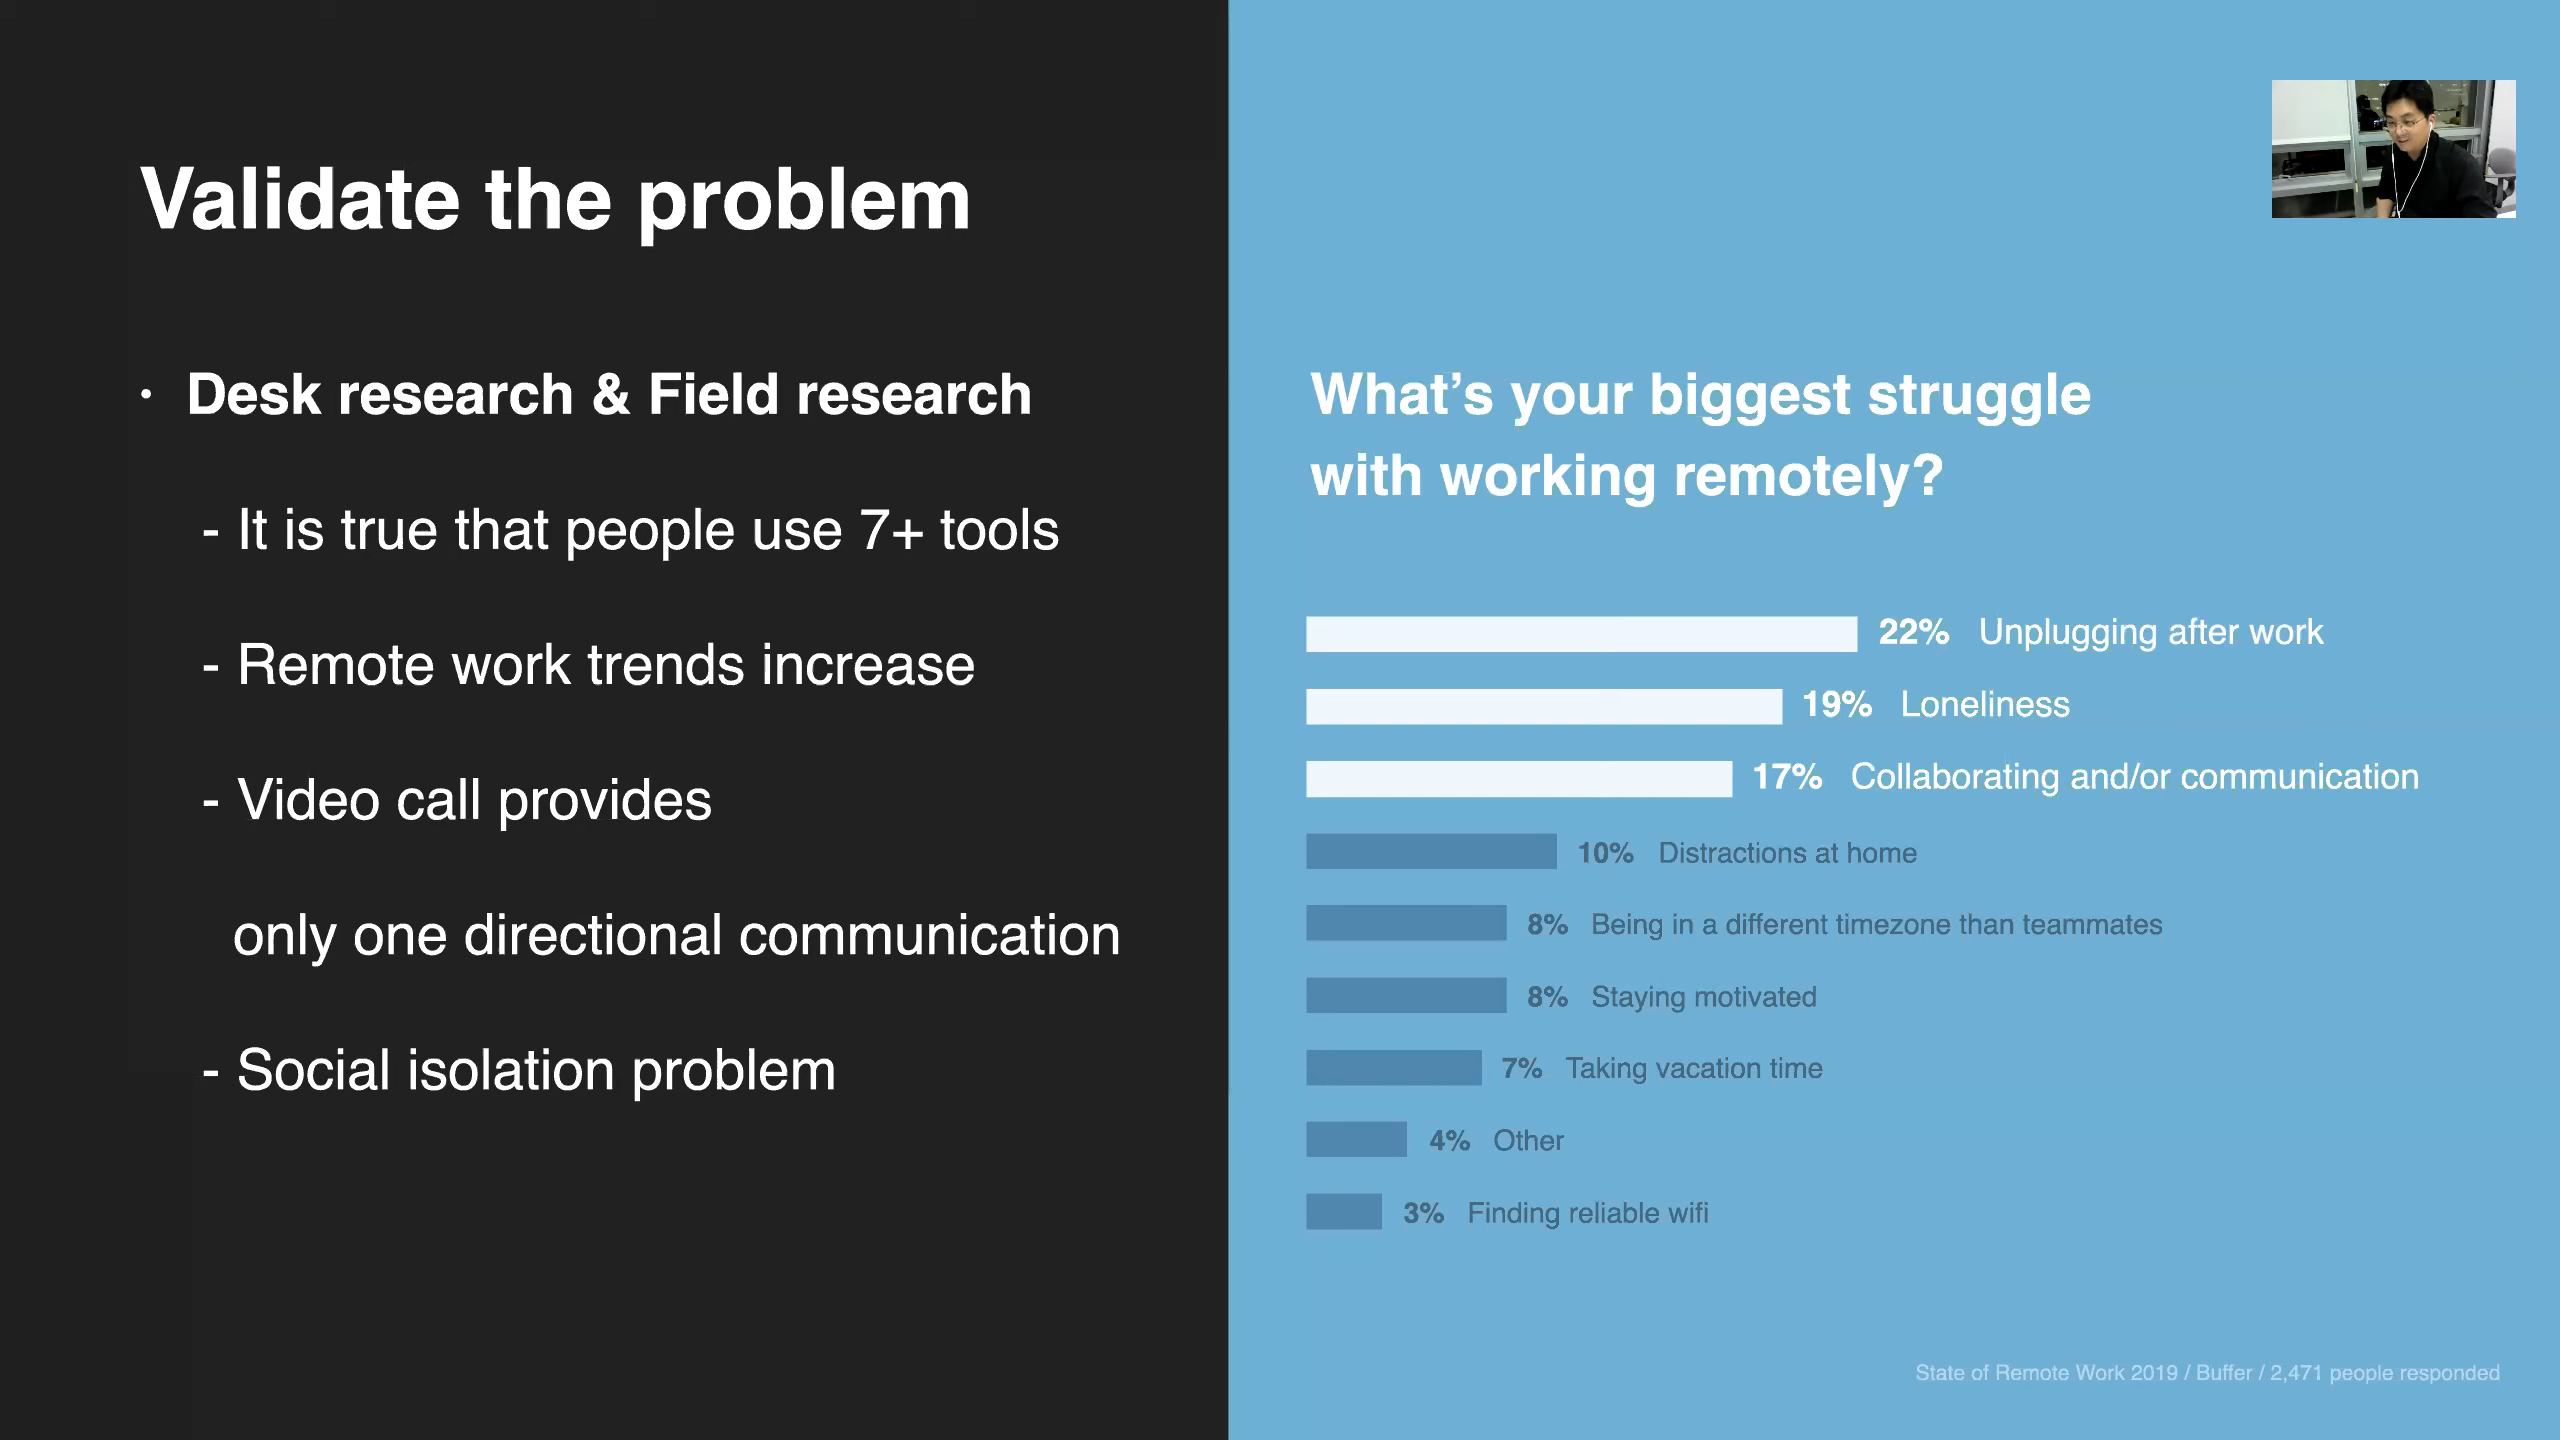 Validate the problem
· Desk research & Field research
- It is true that people use 7+ tools
- Remote work trends increase
- Video call provides
only one directional communication
- Social isolation problem
What’s your biggest struggle
with working remotely?
22% Unplugging after work
19% Loneliness
17% Collaborating and/or communication
10% Distractions at home
8% Being in a different timezone than teammates
8% Staying motivated
7% Taking vacation time
4% Other
3% Finding reliable wifi
State of Remote Work 2019 / Buffer / 2,471 people responded